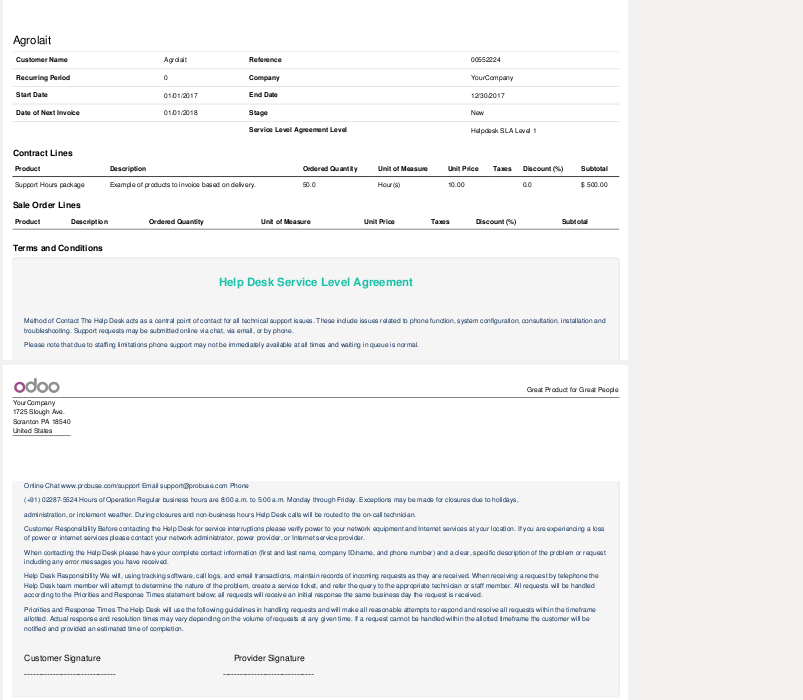 Agrolait
Customer Name Agrolait Reference 00552224
Recurring Period 0 Company YourCompany
Start Date 01/01/2017 End Date 12/30/2017
Date of Next Invoice 01/01/2018 Stage New
Service Level Agreement Level Helpdesk SLA Level 1
Contract Lines
Product Description Ordered Quantity Unit of Measure Unit Price Taxes Discount (%) Subtotal
Support Hours package Example of products to invoice based on delivery. 50.0 Hour(s) 10.00 0.0 $ 500.00
Sale Order Lines
Product Description Ordered Quantity Unit of Measure Unit Price Taxes Discount (%) Subtotal
Terms and Conditions
Help Desk Service Level Agreement
Method of Contact The Help Desk acts as a central point of contact for all technical support issues. These include issues related to phone function, system configuration, consultation, installation and
troubleshooting. Support requests may be submitted online via chat, via email, or by phone.
Please note that due to staffing limitations phone support may not be immediately available at all times and waiting in queue is normal.
odoo
Great Product for Great People
YourCompany
1725 Slough Ave.
Scranton PA 18540
United States
Online Chat www.probuse.com/support Email support@probuse.com Phone
(+91) 02287-5524 Hours of Operation Regular business hours are 8:00 a.m. to 5:00 a.m. Monday through Friday. Exceptions may be made for closures due to holidays,
administration, or inclement weather. During closures and non-business hours Help Desk calls will be routed to the on-call technician.
Customer Responsibility Before contacting the Help Desk for service interruptions please verify power to your network equipment and Internet services at your location. If you are experiencing a loss
of power or internet services please contact your network administrator, power provider, or Internet service provider.
When contacting the Help Desk please have your complete contact information (first and last name, company ID\name, and phone number) and a clear, specific description of the problem or request
including any error messages you have received.
Help Desk Responsibility We will, using tracking software, call logs, and email transactions, maintain records of incoming requests as they are received. When receiving a request by telephone the
Help Desk team member will attempt to determine the nature of the problem, create a service ticket, and refer the query to the appropriate technician or staff member. All requests will be handled
according to the Priorities and Response Times statement below; all requests will receive an initial response the same business day the request is received.
Priorities and Response Times The Help Desk will use the following guidelines in handling requests and will make all reasonable attempts to respond and resolve all requests within the timeframe
allotted. Actual response and resolution times may vary depending on the volume of requests at any given time. If a request cannot be handled within the allotted timeframe the customer will be
notified and provided an estimated time of completion.
Customer Signature Provider Signature
-------------------------------- --------------------------------